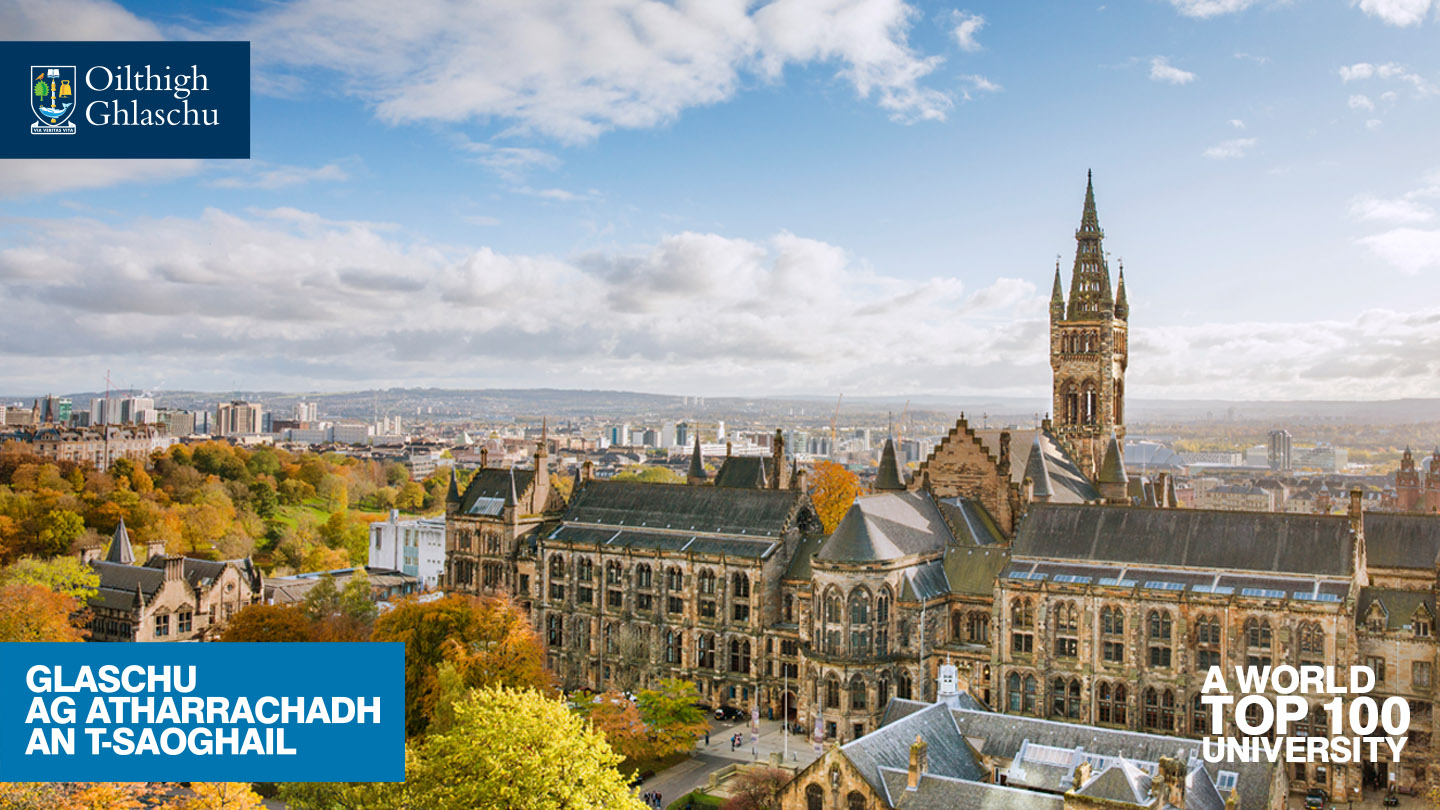 Oilthigh
Ghlaschu
VIA VERITAS VITA
GLASCHU
AG ATHARRACHADH
AN T-SAOGHAIL
A WORLD
TOP 100
UNIVERSITY